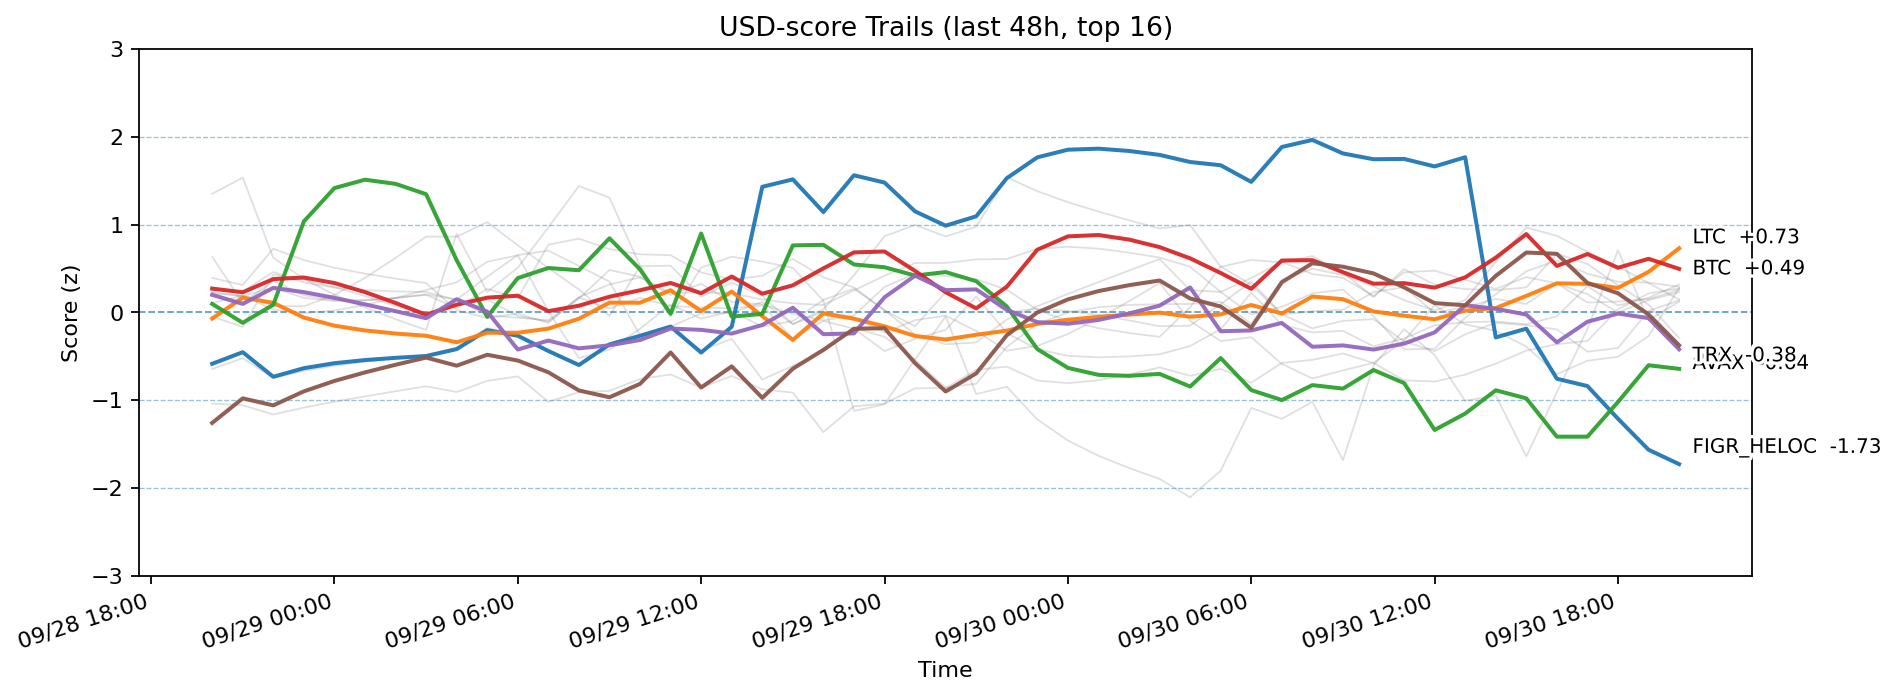 USD-score Trails (last 48h, top 16)
Score (z)
3
2
1
0
−1
−2
−3
LTC +0.73
BTC +0.49
TRX -0.38
AVAX -0.64
FIGR_HELOC -1.73
09/28 18:00
09/29 00:00
09/29 06:00
09/29 12:00
09/29 18:00
09/30 00:00
09/30 06:00
09/30 12:00
09/30 18:00
Time